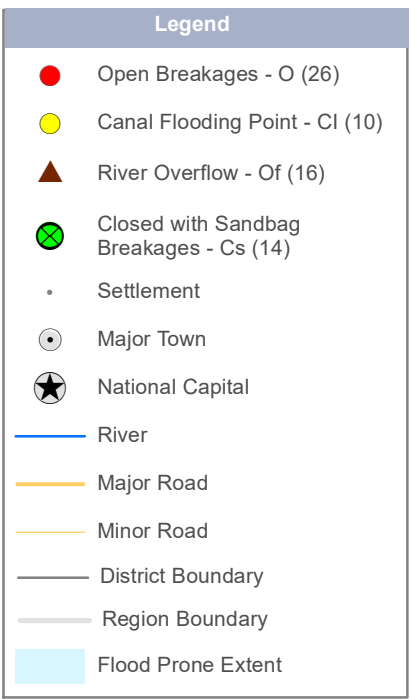 Legend
Open Breakages - O (26)
Canal Flooding Point - Cl (10)
River Overflow - Of (16)
Closed with Sandbag
Breakages - Cs (14)
Settlement
Major Town
National Capital
River
Major Road
Minor Road
District Boundary
Region Boundary
Flood Prone Extent